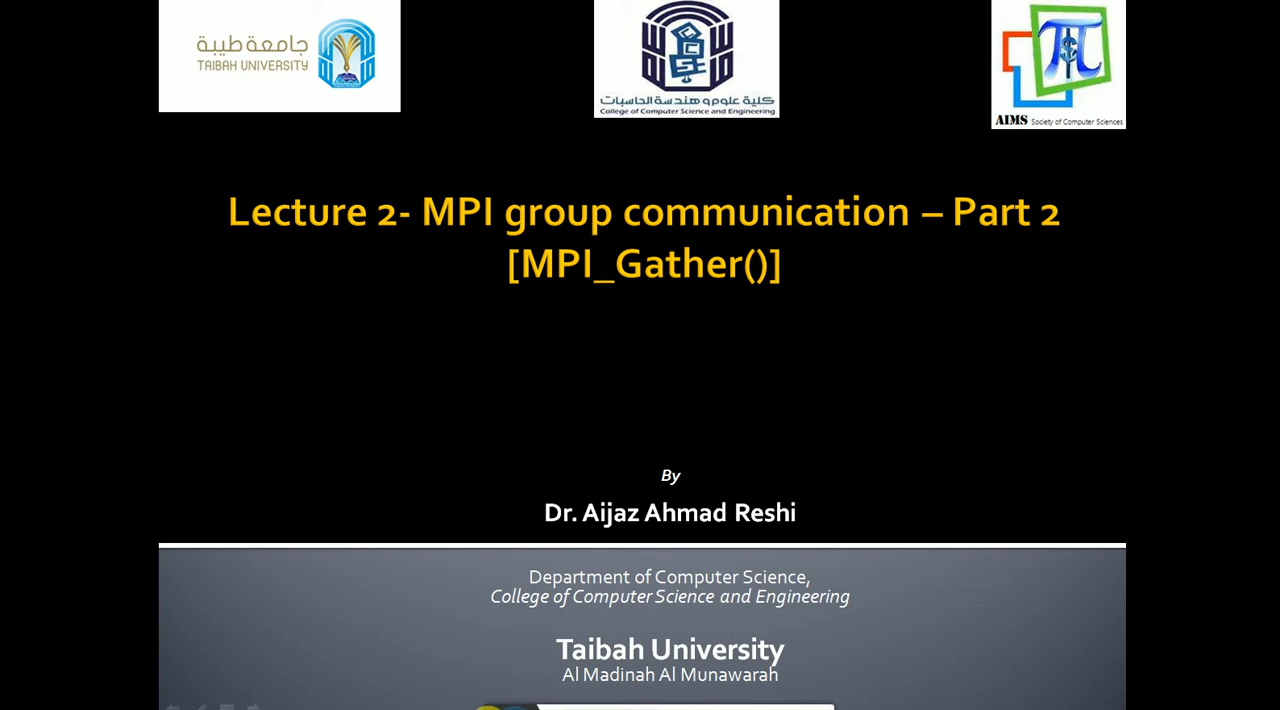 جامعة طيبة
TAIBAH UNIVERSITY
كلية علوم و هندسة الحاسبات
College of Computer Science and Engineering
AIMS Society of Computer Sciences
Lecture 2- MPI group communication – Part 2
[MPI_Gather()]
By
Dr. Aijaz Ahmad Reshi
Department of Computer Science,
College of Computer Science and Engineering
Taibah University
Al Madinah Al Munawarah